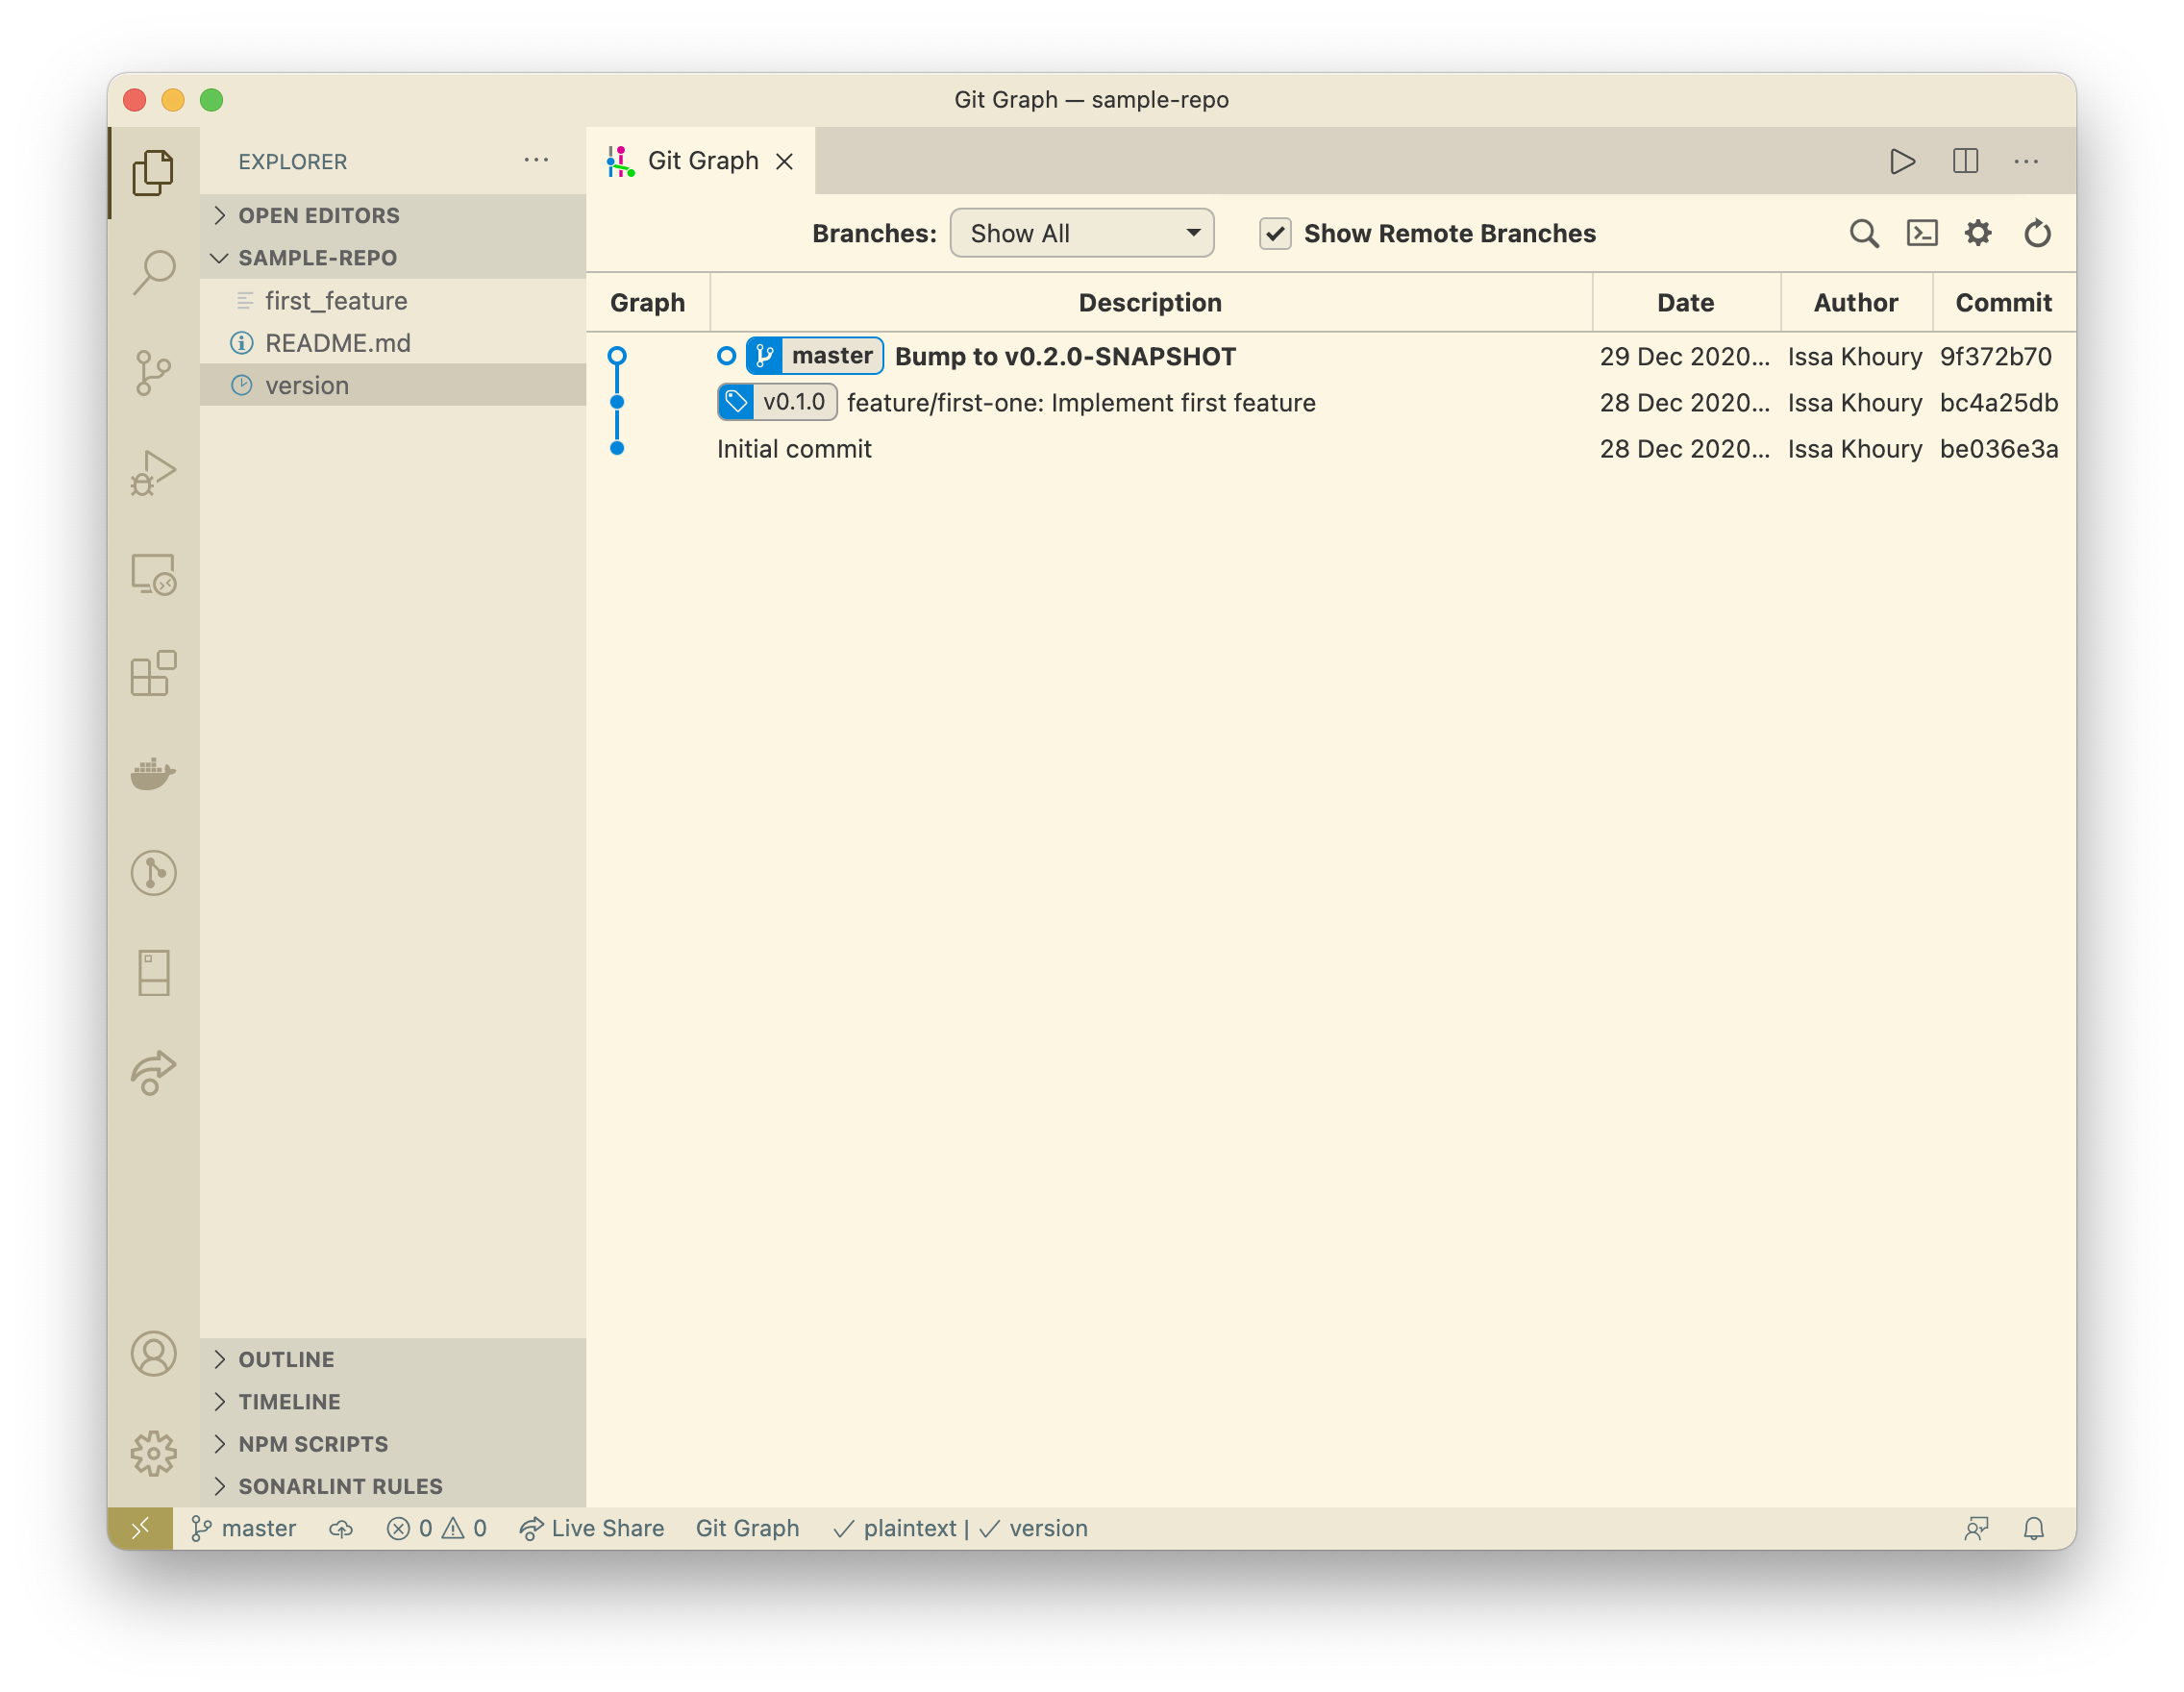 Git Graph — sample-repo
EXPLORER
OPEN EDITORS
SAMPLE-REPO
first_feature
README.md
version
OUTLINE
TIMELINE
NPM SCRIPTS
SONARLINT RULES
Git Graph
Branches: Show All Show Remote Branches
Graph Description Date Author Commit
master Bump to v0.2.0-SNAPSHOT 29 Dec 2020... Issa Khoury 9f372b70
v0.1.0 feature/first-one: Implement first feature 28 Dec 2020... Issa Khoury bc4a25db
Initial commit 28 Dec 2020... Issa Khoury be036e3a
master 0 0 Live Share Git Graph plaintext | version